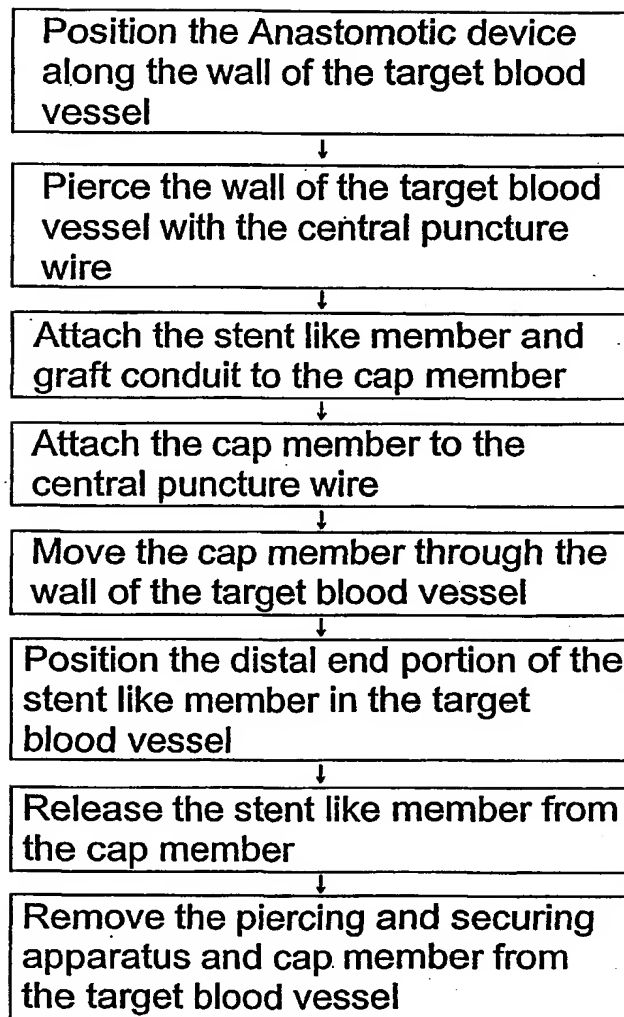 Position the Anastomotic device
along the wall of the target blood
vessel
Pierce the wall of the target blood
vessel with the central puncture
wire
Attach the stent like member and
graft conduit to the cap member
Attach the cap member to the
central puncture wire
Move the cap member through the
wall of the target blood vessel
Position the distal end portion of the
stent like member in the target
blood vessel
Release the stent like member from
the cap member
Remove the piercing and securing
apparatus and cap member from
the target blood vessel